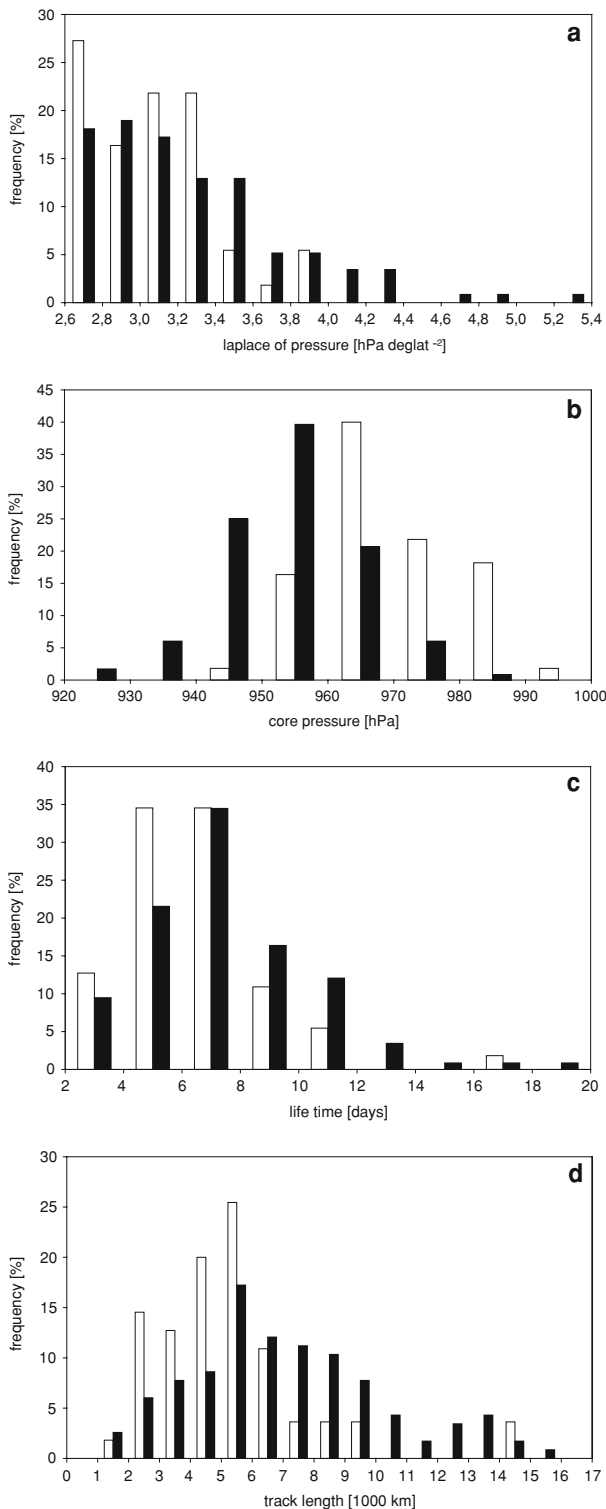 a
30
25
20
15
10
5
0
frequency [%]
2,6 2,8 3,0 3,2 3,4 3,6 3,8 4,0 4,2 4,4 4,6 4,8 5,0 5,2 5,4
laplace of pressure [hPa deglat ⁻²]
b
45
40
35
30
25
20
15
10
5
0
frequency [%]
920 930 940 950 960 970 980 990 1000
core pressure [hPa]
c
40
35
30
25
20
15
10
5
0
frequency [%]
2 4 6 8 10 12 14 16 18 20
life time [days]
d
30
25
20
15
10
5
0
frequency [%]
0 1 2 3 4 5 6 7 8 9 10 11 12 13 14 15 16 17
track length [1000 km]